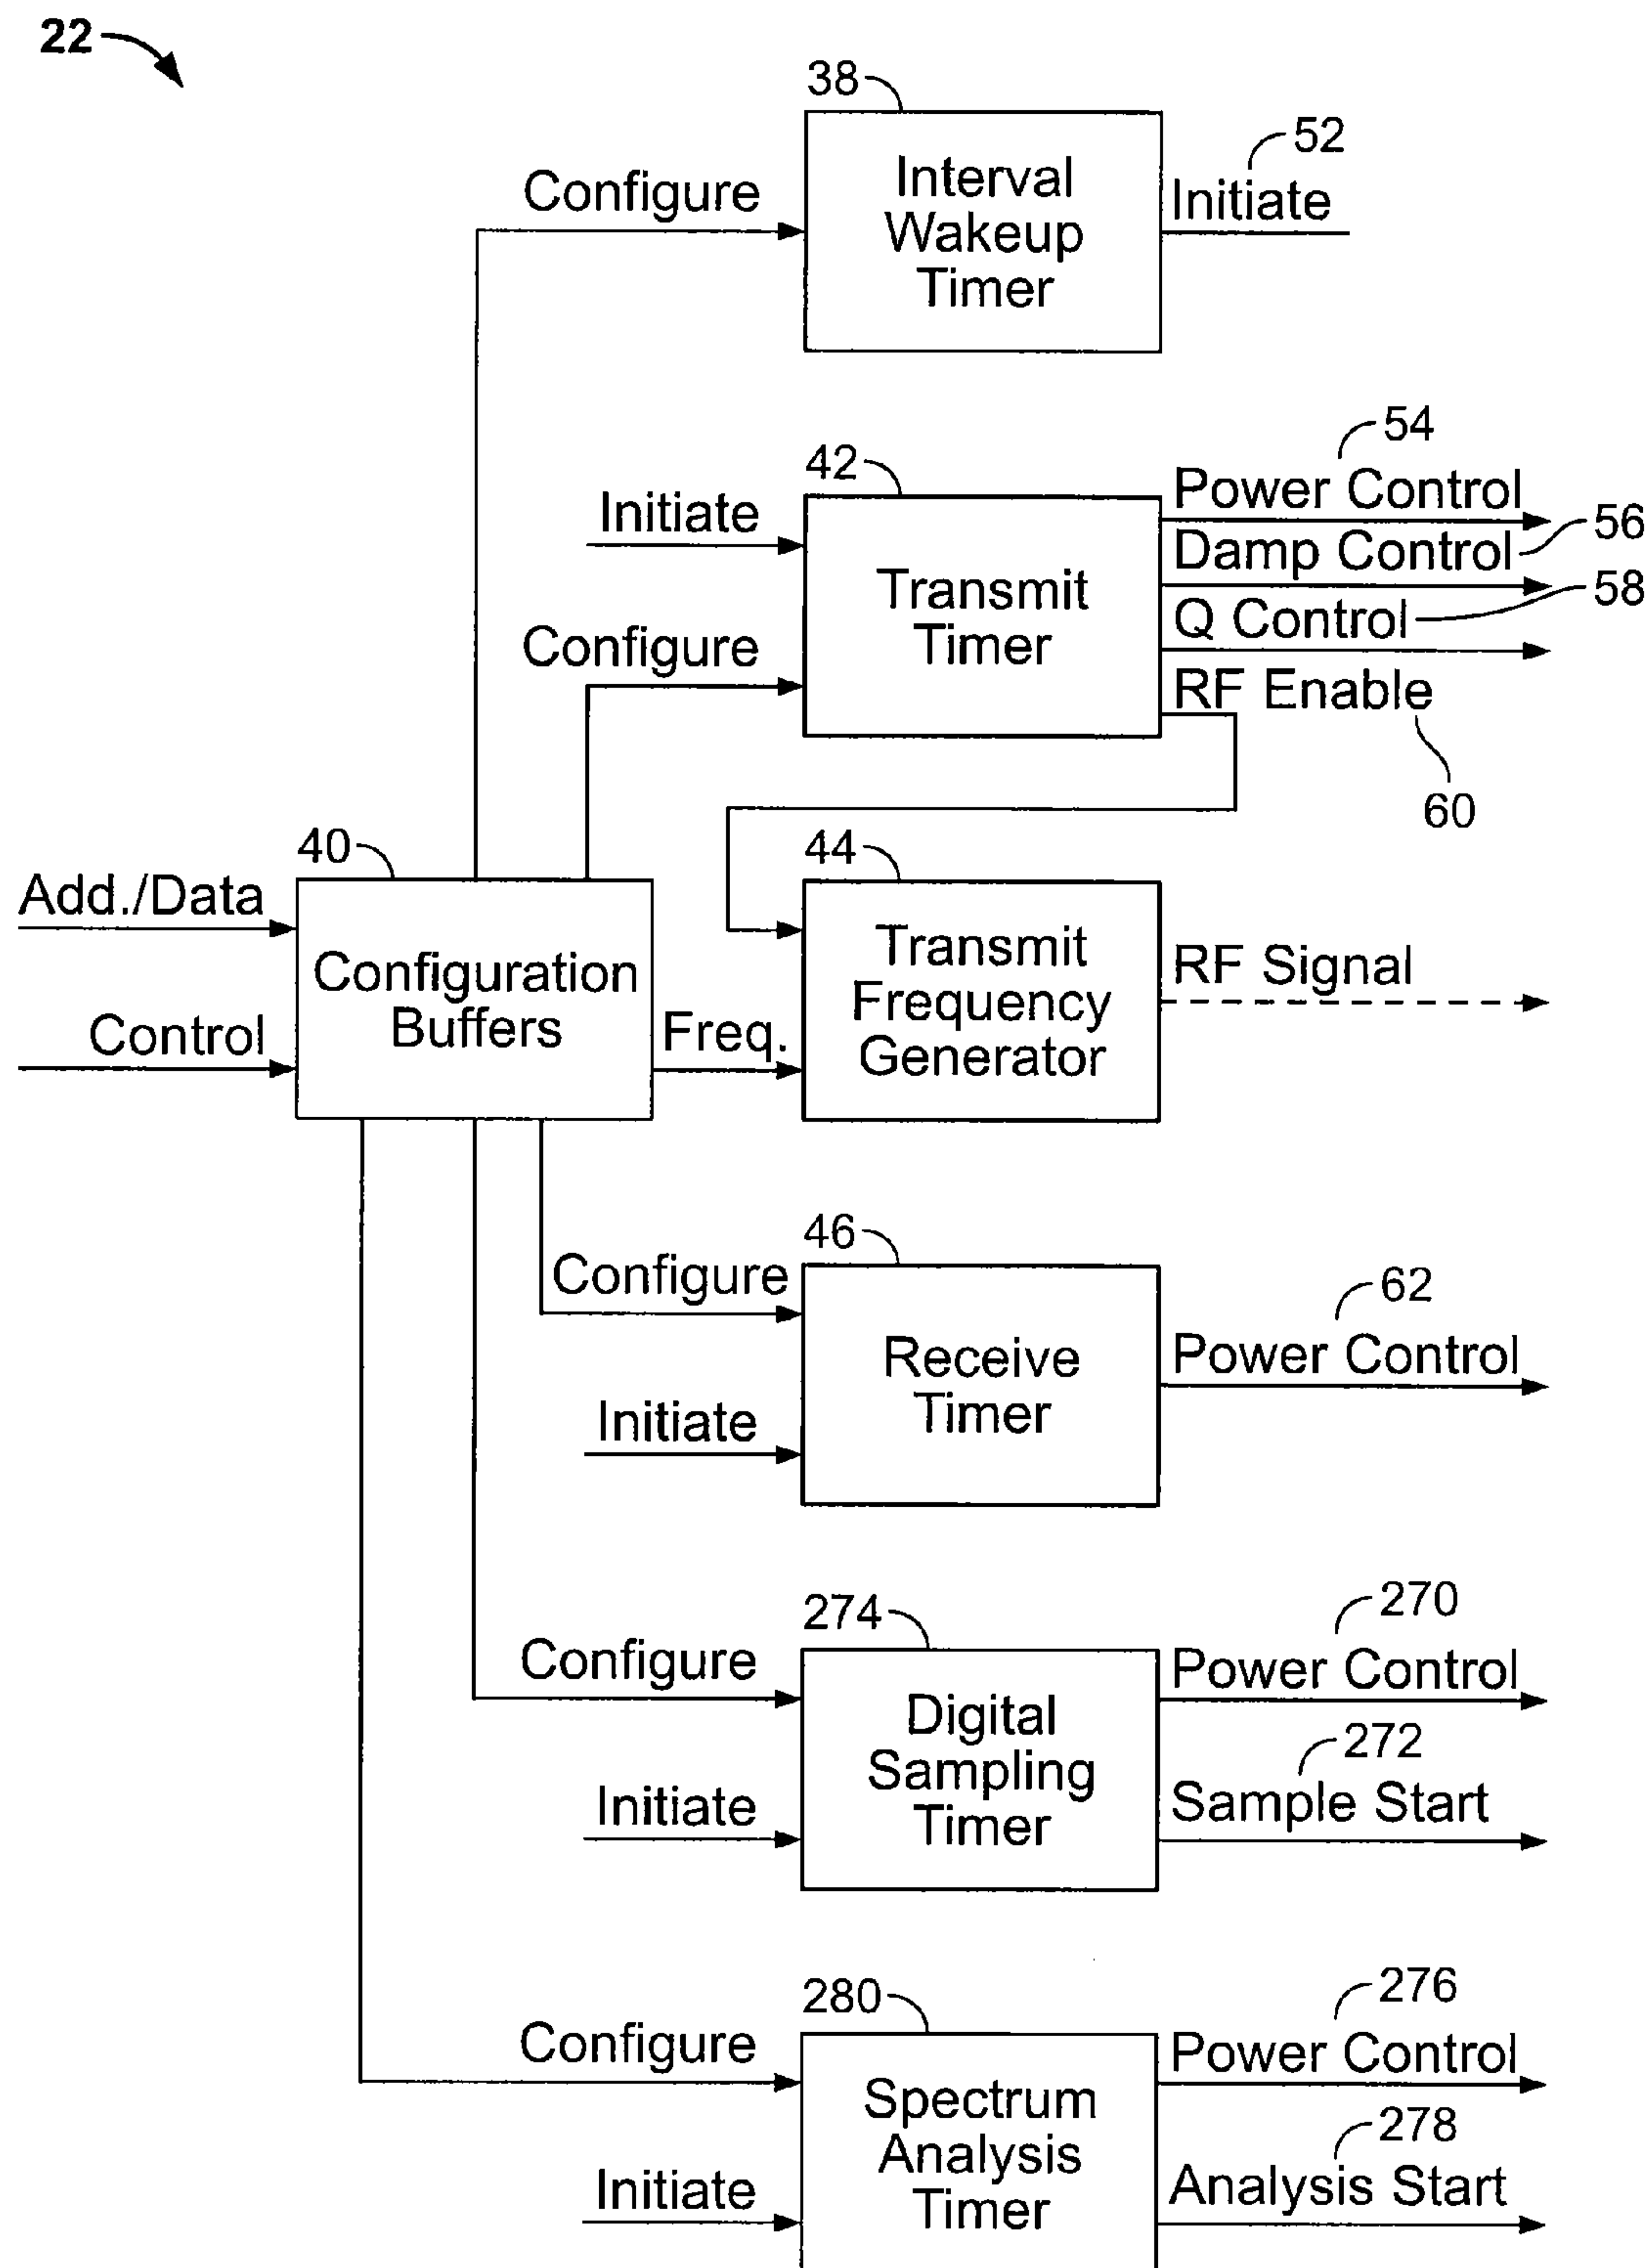 22
38
Interval
Wakeup
Timer
Configure
52
Initiate
42
Initiate
Configure
Transmit
Timer
54
Power Control
56
Damp Control
58
Q Control
RF Enable
60
40
Add./Data
Control
Configuration
Buffers
Freq.
44
Transmit
Frequency
Generator
RF Signal
46
Configure
Initiate
Receive
Timer
62
Power Control
274
Configure
Initiate
Digital
Sampling
Timer
270
Power Control
272
Sample Start
280
Configure
Initiate
Spectrum
Analysis
Timer
276
Power Control
278
Analysis Start